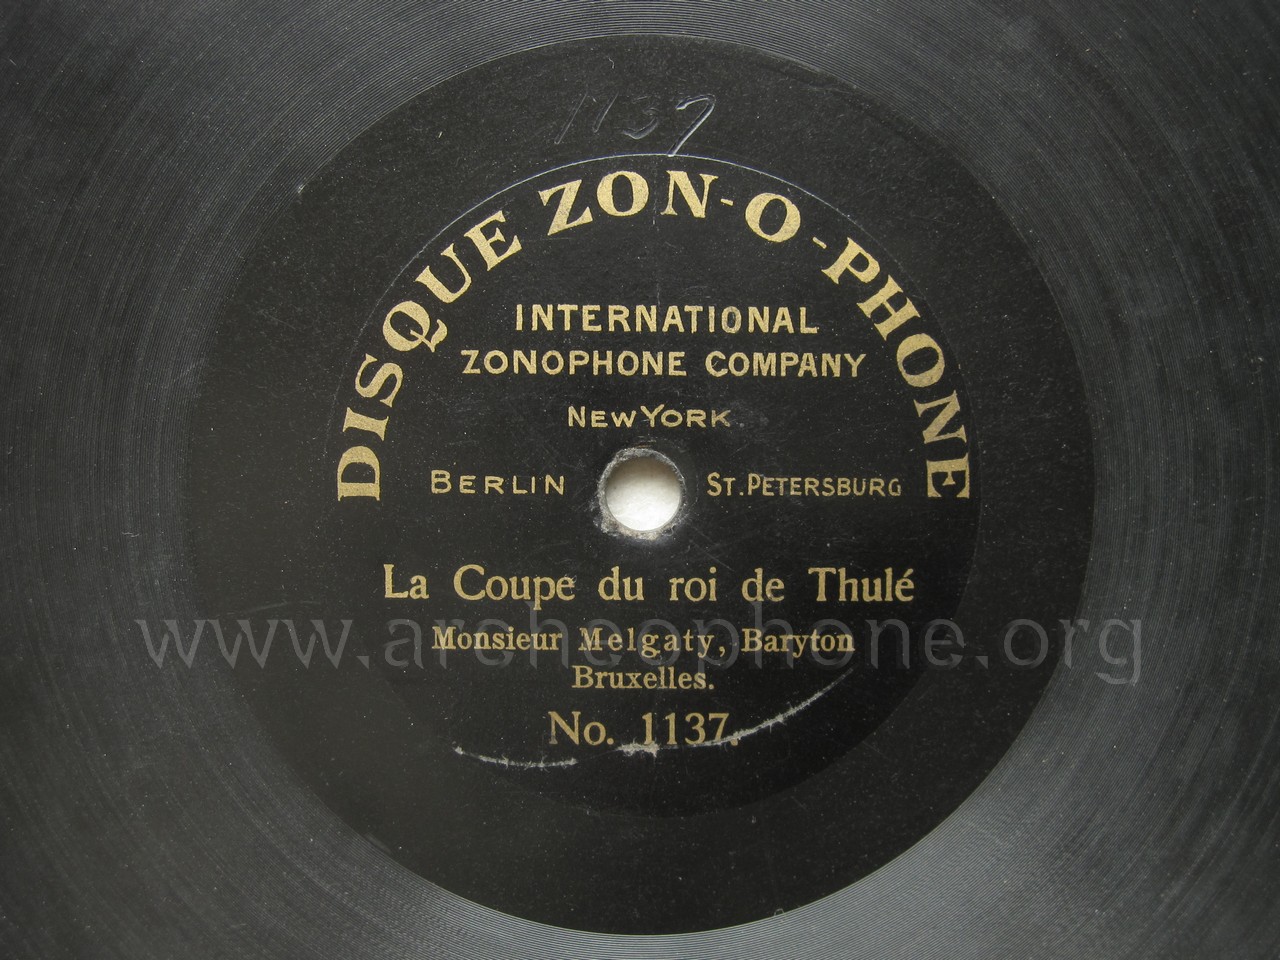 1137
DISQUE ZON-O-PHONE
INTERNATIONAL
ZONOPHONE COMPANY
NEW YORK
BERLIN ST. PETERSBURG
La Coupe du roi de Thulé
www.archeophone.org
Monsieur Melgaty, Baryton
Bruxelles.
No. 1137.